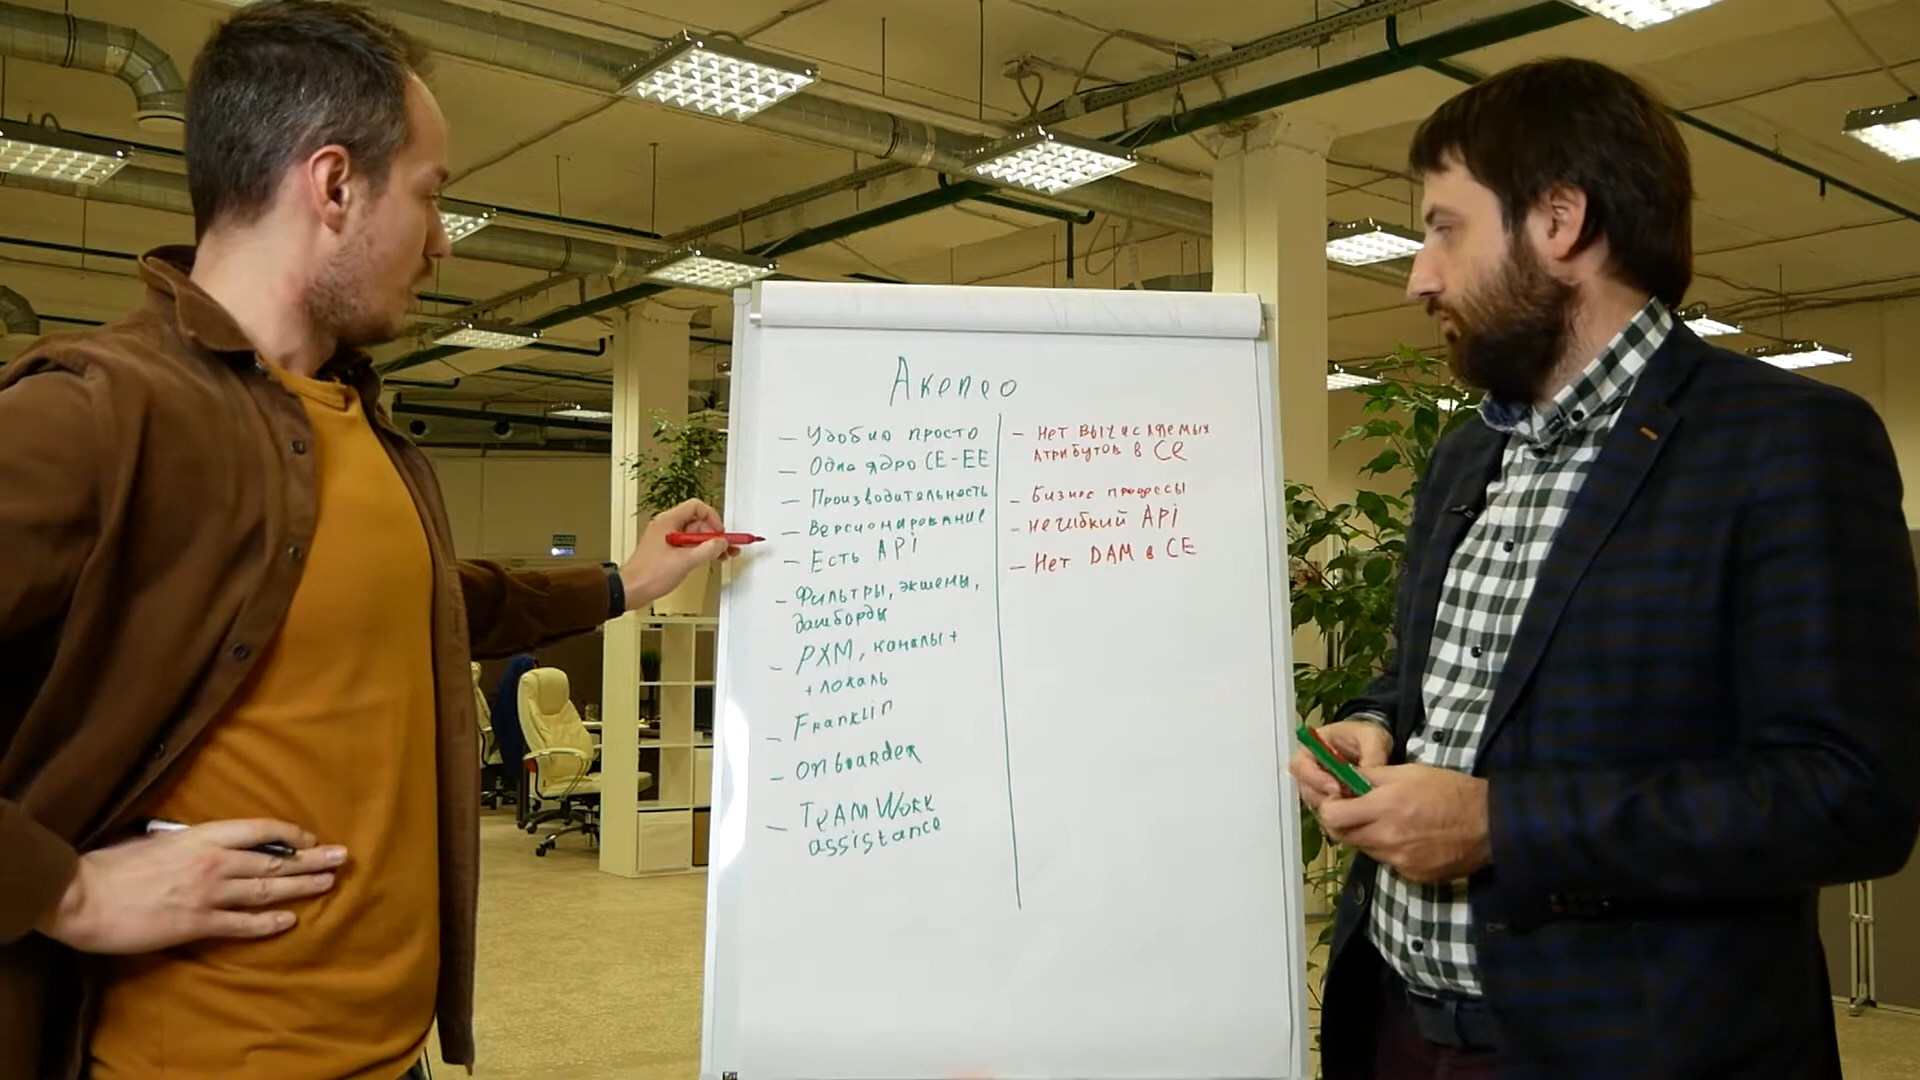 Akeneo
– Удобно просто
– Одно ядро CE-EE
– Производительность
– Версионирование
– Есть API
– Фильтры, экшены,
дашборды
– PXM, каналы +
+ локаль
– Franklin
– onboarder
– TeamWork
assistance
– Нет вычисляемых
атрибутов в CE
– Бизнес процессы
– негибкий API
– Нет DAM в CE